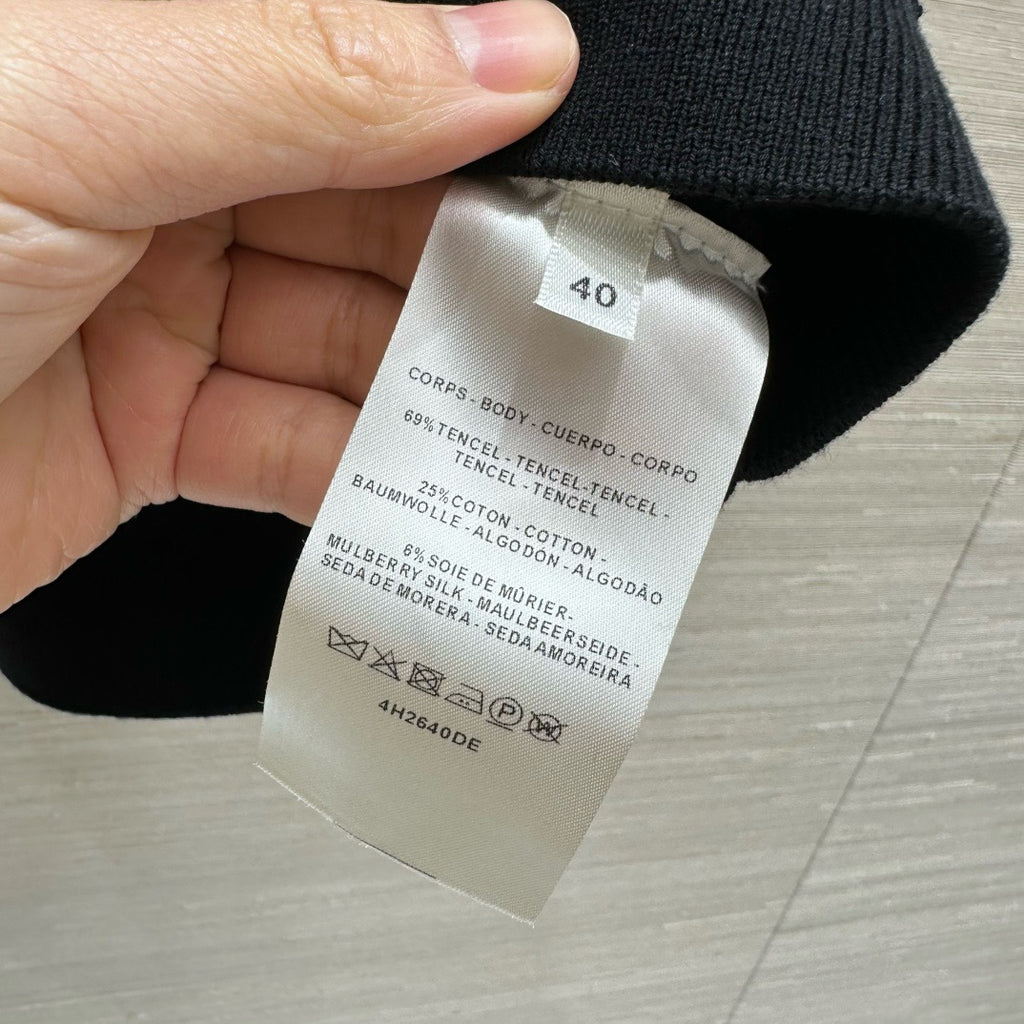 40
CORPS - BODY - CUERPO - CORPO
69% TENCEL - TENCEL-TENCEL -
TENCEL - TENCEL
25% COTON - COTTON -
BAUMWOLLE - ALGODÓN - ALGODÃO
6% SOIE DE MÛRIER-
MULBERRY SILK - MAULBEERSEIDE -
SEDA DE MORERA - SEDA AMOREIRA
P W
4H2640DE